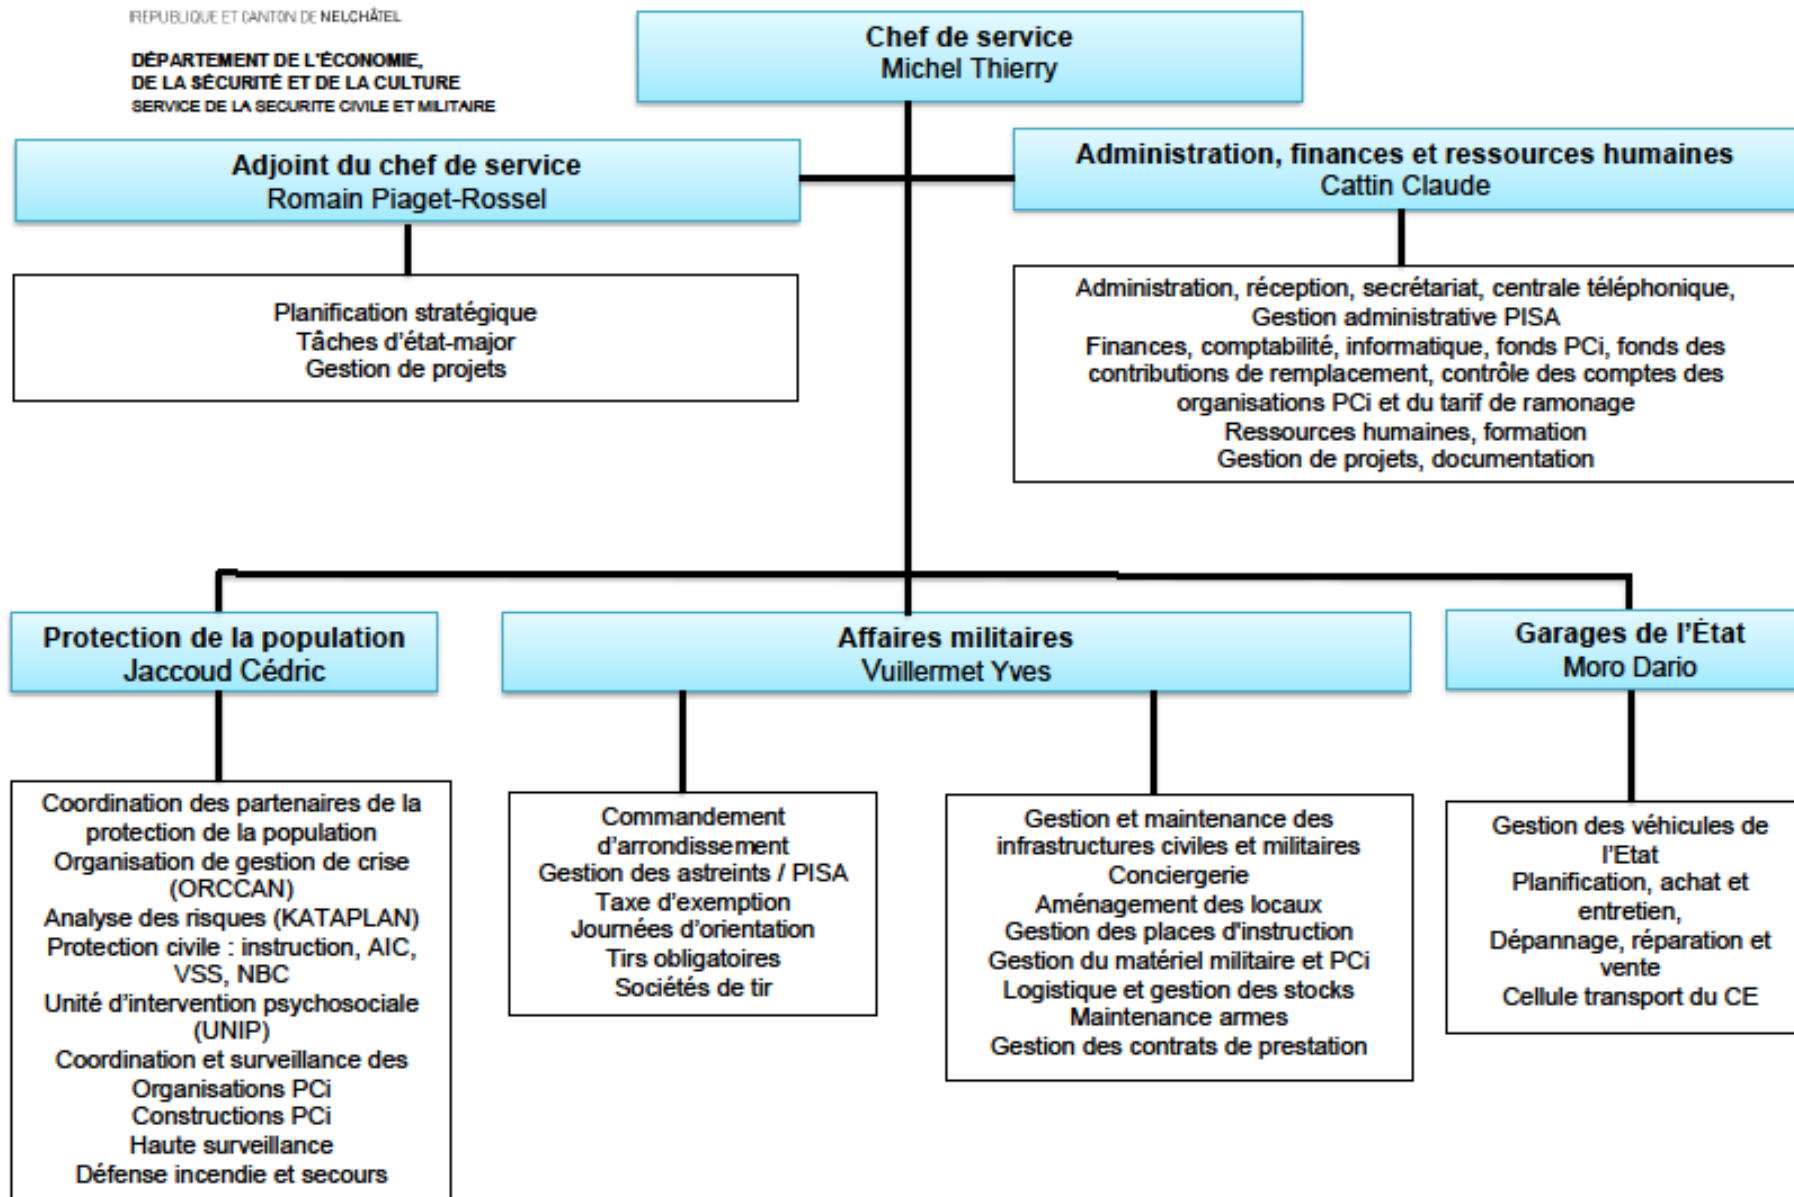 RÉPUBLIQUE ET CANTON DE NEUCHÂTEL
DÉPARTEMENT DE L'ÉCONOMIE,
DE LA SÉCURITÉ ET DE LA CULTURE
SERVICE DE LA SECURITE CIVILE ET MILITAIRE
Chef de service
Michel Thierry
Adjoint du chef de service
Romain Piaget-Rossel
Administration, finances et ressources humaines
Cattin Claude
Planification stratégique
Tâches d'état-major
Gestion de projets
Administration, réception, secrétariat, centrale téléphonique,
Gestion administrative PISA
Finances, comptabilité, informatique, fonds PCi, fonds des
contributions de remplacement, contrôle des comptes des
organisations PCi et du tarif de ramonage
Ressources humaines, formation
Gestion de projets, documentation
Protection de la population
Jaccoud Cédric
Affaires militaires
Vuillermet Yves
Garages de l'État
Moro Dario
Coordination des partenaires de la
protection de la population
Organisation de gestion de crise
(ORCCAN)
Analyse des risques (KATAPLAN)
Protection civile : instruction, AIC,
VSS, NBC
Unité d'intervention psychosociale
(UNIP)
Coordination et surveillance des
Organisations PCi
Constructions PCi
Haute surveillance
Défense incendie et secours
Commandement
d'arrondissement
Gestion des astreints / PISA
Taxe d'exemption
Journées d'orientation
Tirs obligatoires
Sociétés de tir
Gestion et maintenance des
infrastructures civiles et militaires
Conciergerie
Aménagement des locaux
Gestion des places d'instruction
Gestion du matériel militaire et PCi
Logistique et gestion des stocks
Maintenance armes
Gestion des contrats de prestation
Gestion des véhicules de
l'Etat
Planification, achat et
entretien,
Dépannage, réparation et
vente
Cellule transport du CE